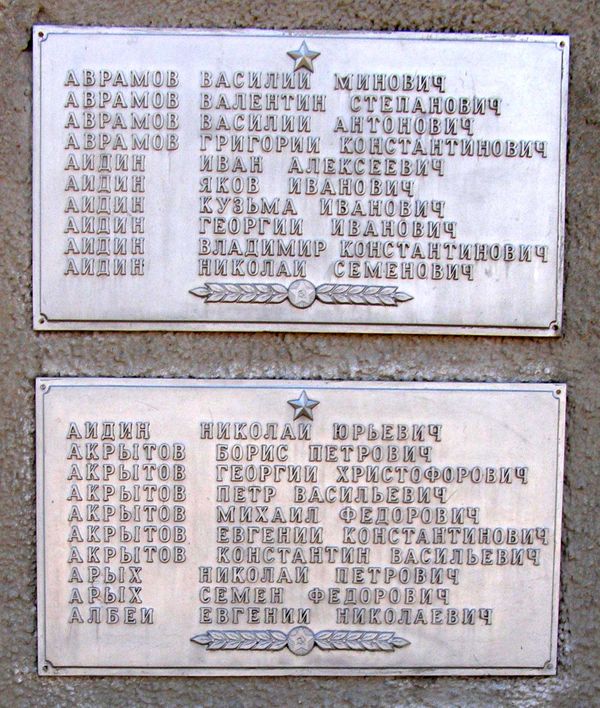 АВРАМОВ ВАСИЛИИ МИНОВИЧ
АВРАМОВ ВАЛЕНТИН СТЕПАНОВИЧ
АВРАМОВ ВАСИЛИИ АНТОНОВИЧ
АВРАМОВ ГРИГОРИИ КОНСТАНТИНОВИЧ
АИДИН ИВАН АЛЕКСЕЕВИЧ
АИДИН ЯКОВ ИВАНОВИЧ
АИДИН КУЗЬМА ИВАНОВИЧ
АИДИН ГЕОРГИИ ИВАНОВИЧ
АИДИН ВЛАДИМИР КОНСТАНТИНОВИЧ
АИДИН НИКОЛАИ СЕМЕНОВИЧ
АИДИН НИКОЛАИ ЮРЬЕВИЧ
АКРЫТОВ БОРИС ПЕТРОВИЧ
АКРЫТОВ ГЕОРГИИ ХРИСТОФОРОВИЧ
АКРЫТОВ ПЕТР ВАСИЛЬЕВИЧ
АКРЫТОВ МИХАИЛ ФЕДОРОВИЧ
АКРЫТОВ ЕВГЕНИИ КОНСТАНТИНОВИЧ
АКРЫТОВ КОНСТАНТИН ВАСИЛЬЕВИЧ
АРЫХ НИКОЛАИ ПЕТРОВИЧ
АРЫХ СЕМЕН ФЕДОРОВИЧ
АЛБЕИ ЕВГЕНИИ НИКОЛАЕВИЧ